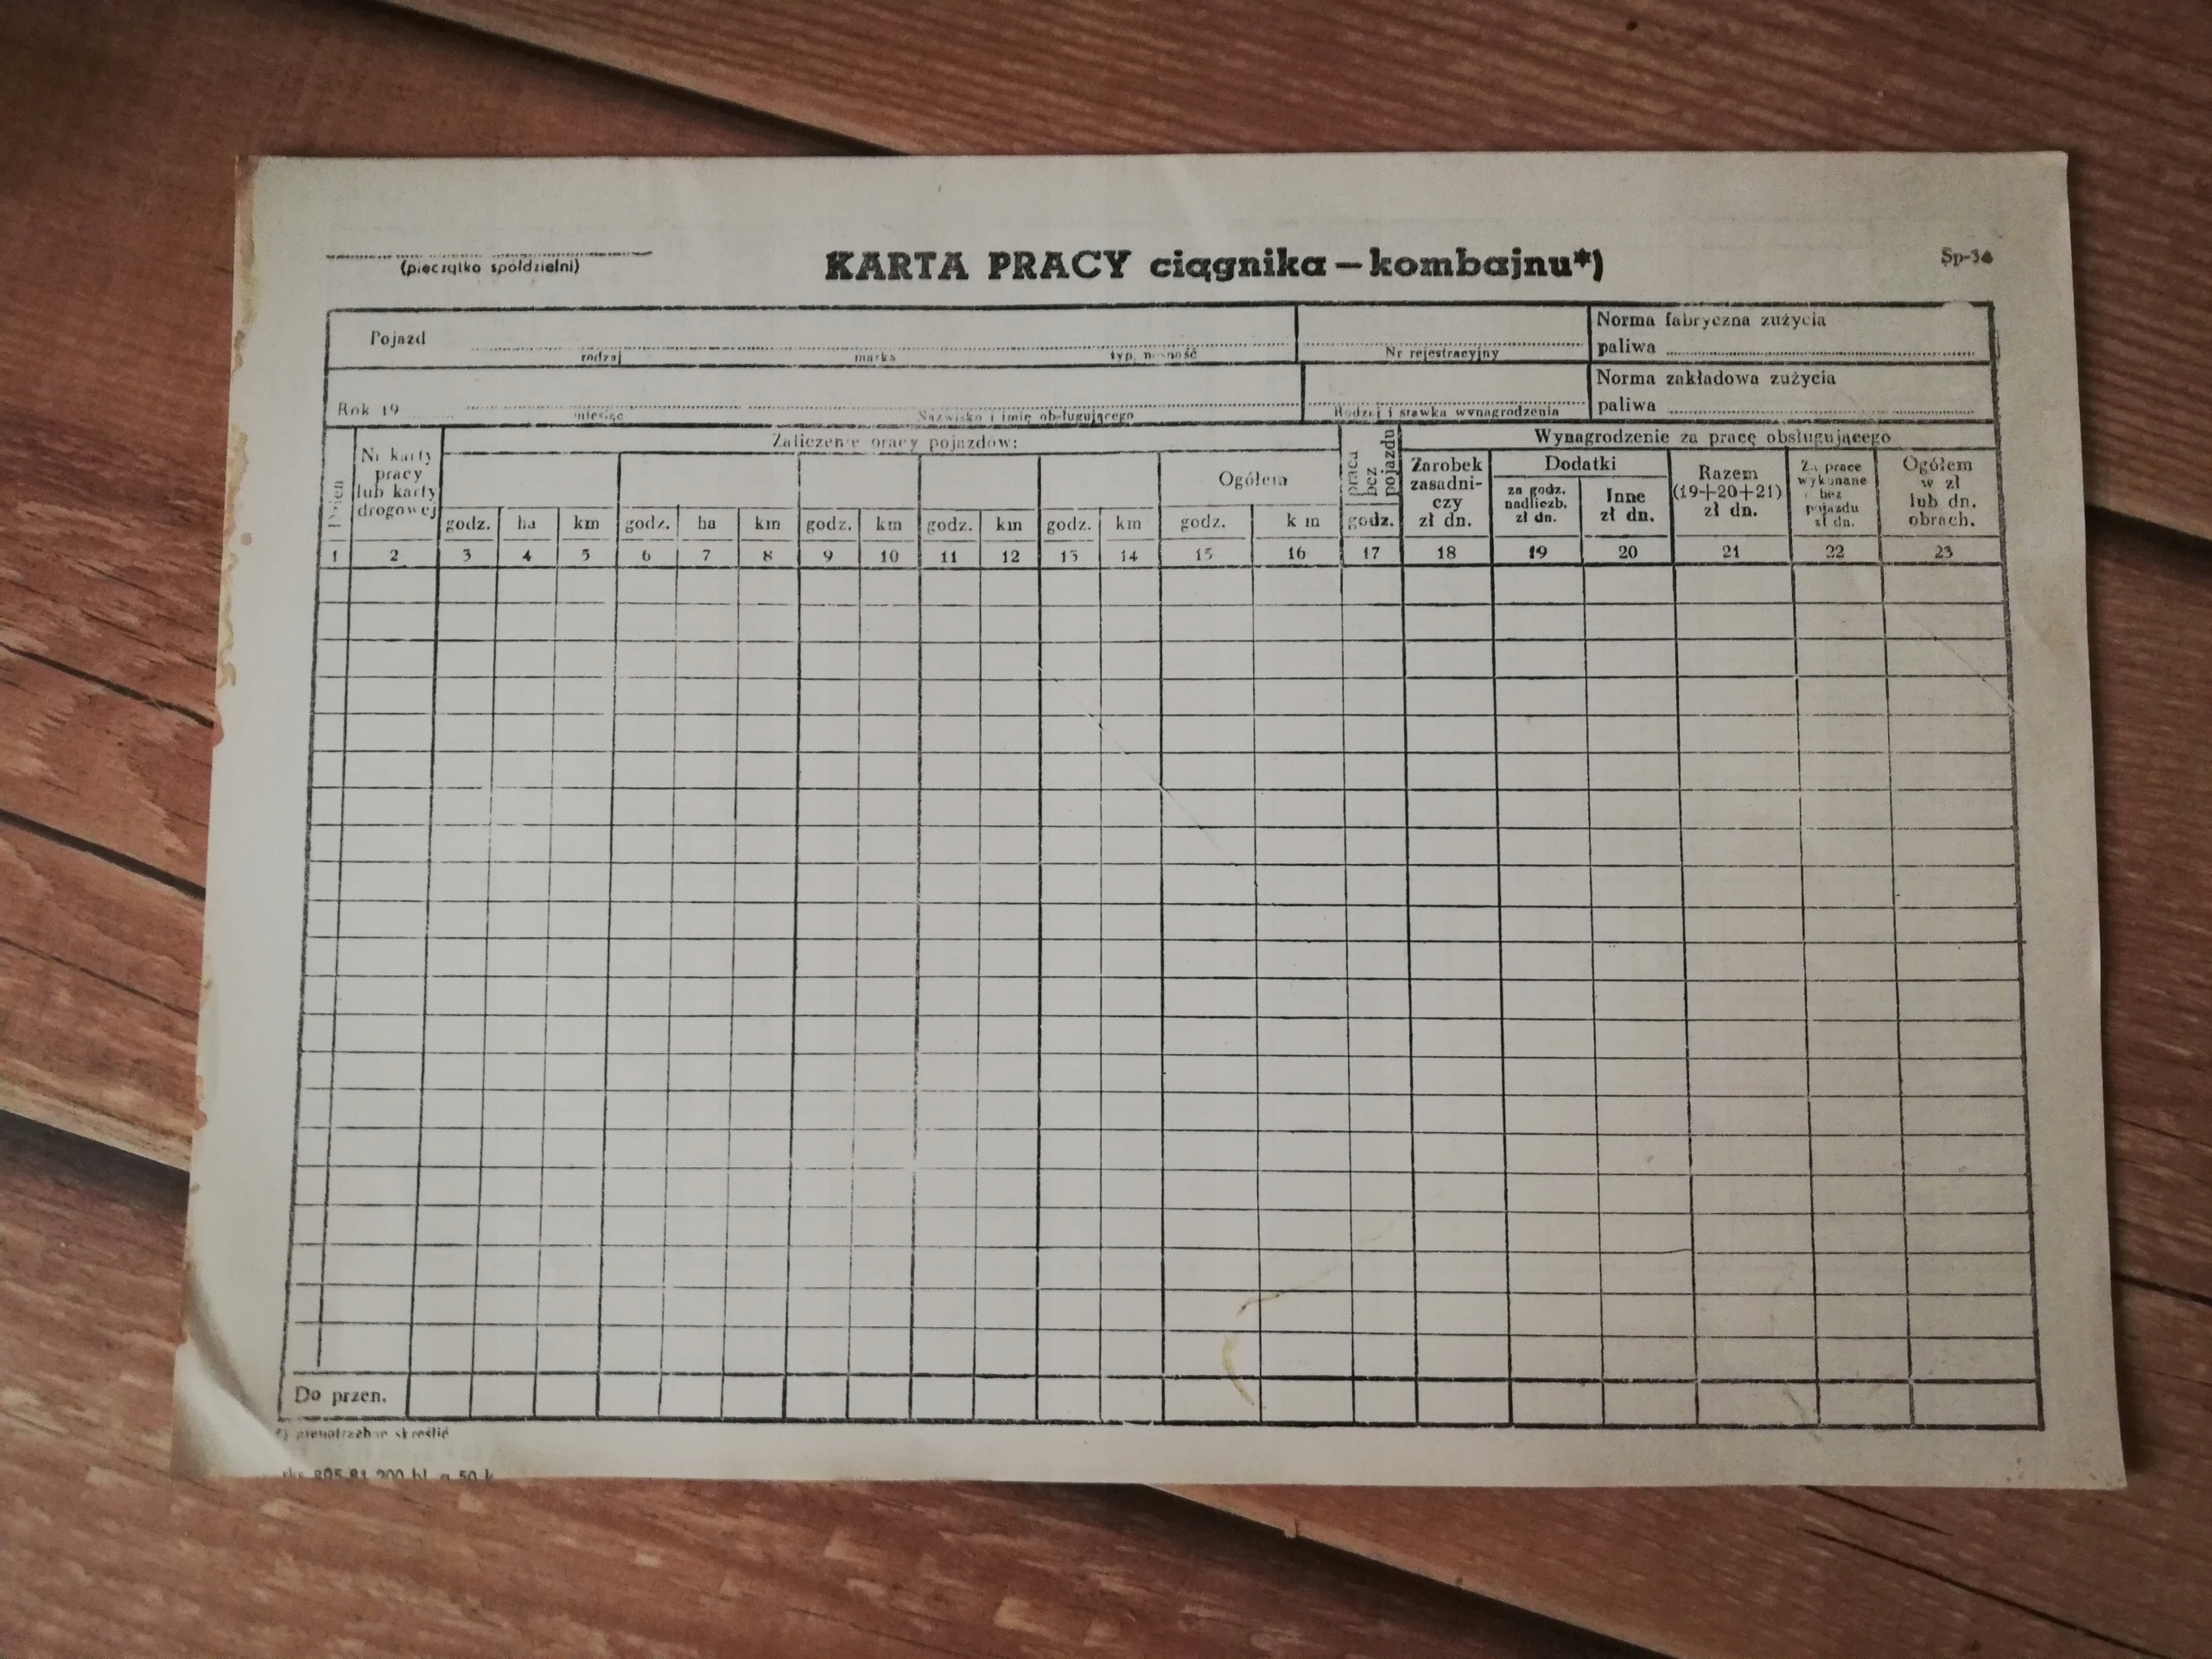 (pieczątka spółdzielni)
KARTA PRACY ciągnika – kombajnu*)
Pojazd
rodzaj marka typ, nośność
Nr rejestracyjny
Norma fabryczna zużycia
paliwa
Rok 19
miesiąc Nazwisko i imię obsługującego
Rodzaj i stawka wynagrodzenia
Norma zakładowa zużycia
paliwa
Dzień
Nr karty
pracy
lub karty
drogowej
Zaliczenie pracy pojazdów:
Ogółem
praca
bez
pojazdu
Wynagrodzenie za pracę obsługującego
Zarobek
zasadni-
czy
zł dn.
Dodatki
za godz.
nadliczb.
zł dn.
Inne
zł dn.
Razem
(19+20+21)
zł dn.
Za prace
wykonane
bez
pojazdu
zł dn.
Ogółem
w zł
lub dn.
obrach.
godz. ha km godz. ha km godz. km godz. km godz. km godz. km godz.
1 2 3 4 5 6 7 8 9 10 11 12 13 14 15 16 17 18 19 20 21 22 23
Do przen.
*) niepotrzebne skreślić
200 bl. a 50 k